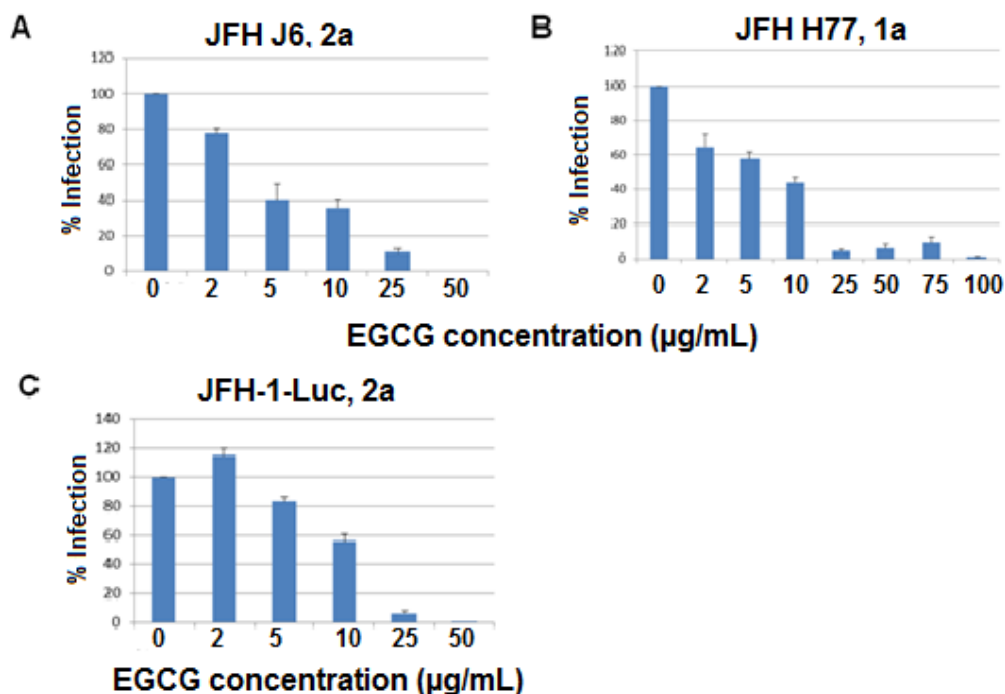 A
JFH J6, 2a
120
100
80
60
40
20
0
% Infection
0 2 5 10 25 50
B
JFH H77, 1a
120
100
80
60
40
20
0
% Infection
0 2 5 10 25 50 75 100
EGCG concentration (µg/mL)
C
JFH-1-Luc, 2a
140
120
100
80
60
40
20
0
% Infection
0 2 5 10 25 50
EGCG concentration (µg/mL)